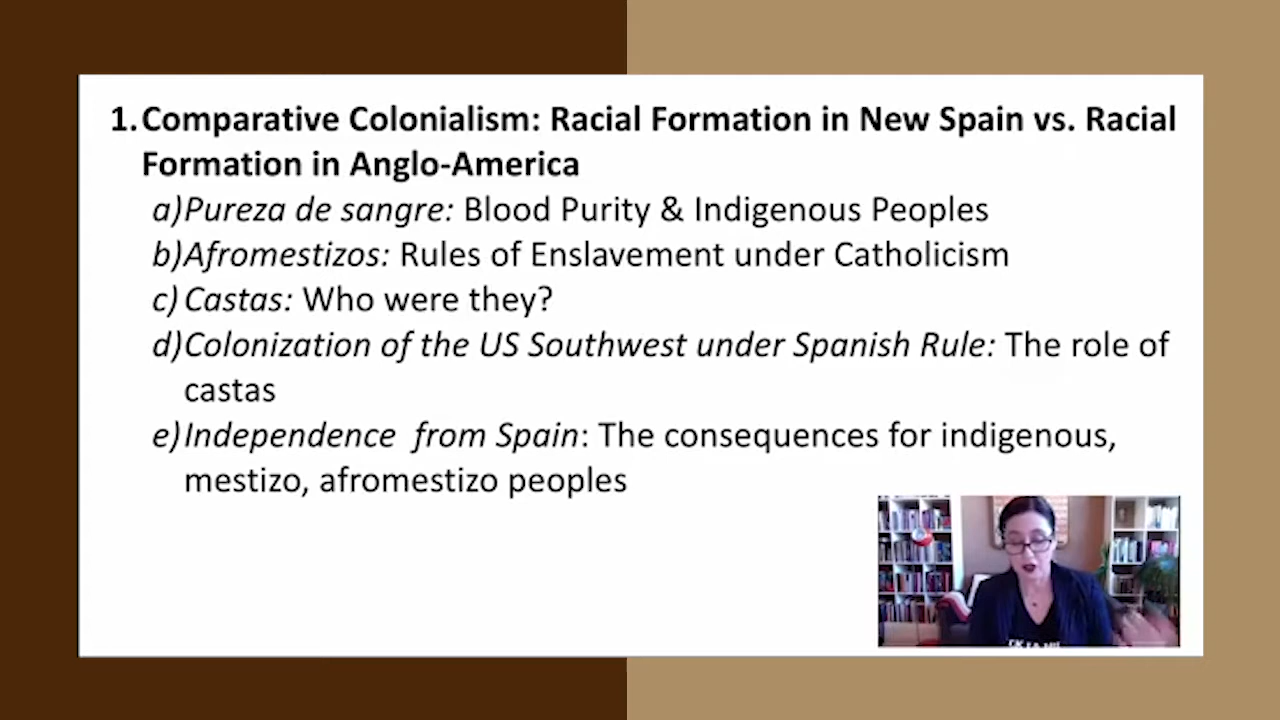 1. Comparative Colonialism: Racial Formation in New Spain vs. Racial
Formation in Anglo-America
a) Pureza de sangre: Blood Purity & Indigenous Peoples
b) Afromestizos: Rules of Enslavement under Catholicism
c) Castas: Who were they?
d) Colonization of the US Southwest under Spanish Rule: The role of
castas
e) Independence from Spain: The consequences for indigenous,
mestizo, afromestizo peoples